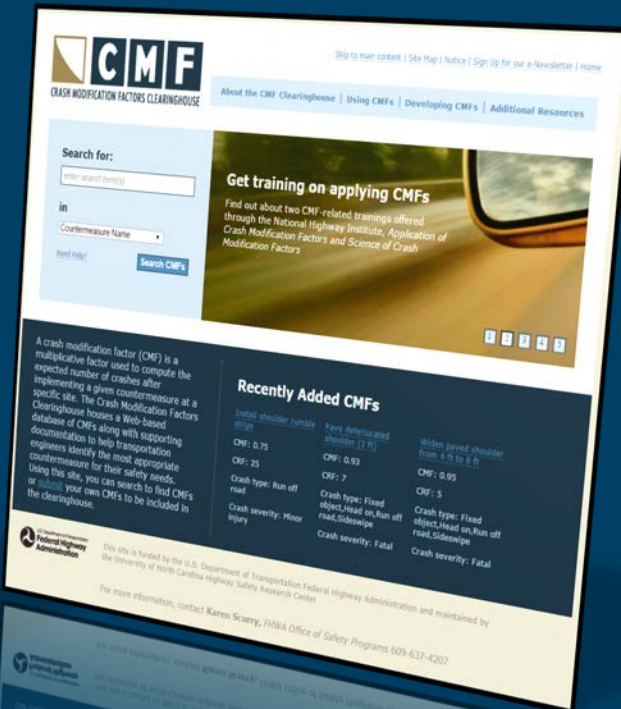 CMF
CRASH MODIFICATION FACTORS CLEARINGHOUSE
Skip to main content | Site Map | Notice | Sign Up for our e-Newsletter | Home
About the CMF Clearinghouse | Using CMFs | Developing CMFs | Additional Resources
Search for:
enter search term(s)
in
Countermeasure Name
Need Help?
Search CMFs
Get training on applying CMFs
Find out about two CMF-related trainings offered
through the National Highway Institute, Application of
Crash Modification Factors and Science of Crash
Modification Factors
1 2 3 4 5
A crash modification factor (CMF) is a
multiplicative factor used to compute the
expected number of crashes after
implementing a given countermeasure at a
specific site. The Crash Modification Factors
Clearinghouse houses a Web-based
database of CMFs along with supporting
documentation to help transportation
engineers identify the most appropriate
countermeasure for their safety needs.
Using this site, you can search to find CMFs
or submit your own CMFs to be included in
the clearinghouse.
Recently Added CMFs
Install shoulder rumble
strips
CMF: 0.75
CRF: 25
Crash type: Run off
road
Crash severity: Minor
injury
Pave deteriorated
shoulder (2 ft)
CMF: 0.93
CRF: 7
Crash type: Fixed
object,Head on,Run off
road,Sideswipe
Crash severity: Fatal
Widen paved shoulder
from 4 ft to 8 ft
CMF: 0.95
CRF: 5
Crash type: Fixed
object,Head on,Run off
road,Sideswipe
Crash severity: Fatal
U.S. Department of Transportation
Federal Highway
Administration
This site is funded by the U.S. Department of Transportation Federal Highway Administration and maintained by
the University of North Carolina Highway Safety Research Center
For more information, contact Karen Scurry, FHWA Office of Safety Programs 609-637-4207